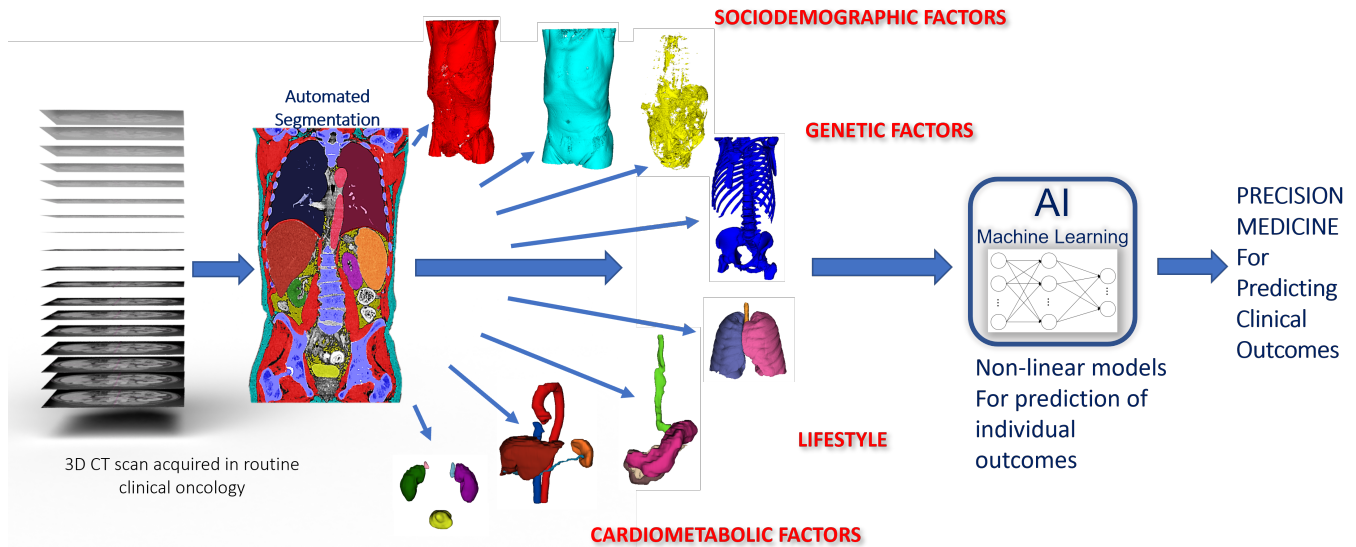 SOCIODEMOGRAPHIC FACTORS
Automated
Segmentation
GENETIC FACTORS
AI
Machine Learning
PRECISION
MEDICINE
For
Predicting
Clinical
Outcomes
Non-linear models
For prediction of
individual
outcomes
LIFESTYLE
3D CT scan acquired in routine
clinical oncology
CARDIOMETABOLIC FACTORS